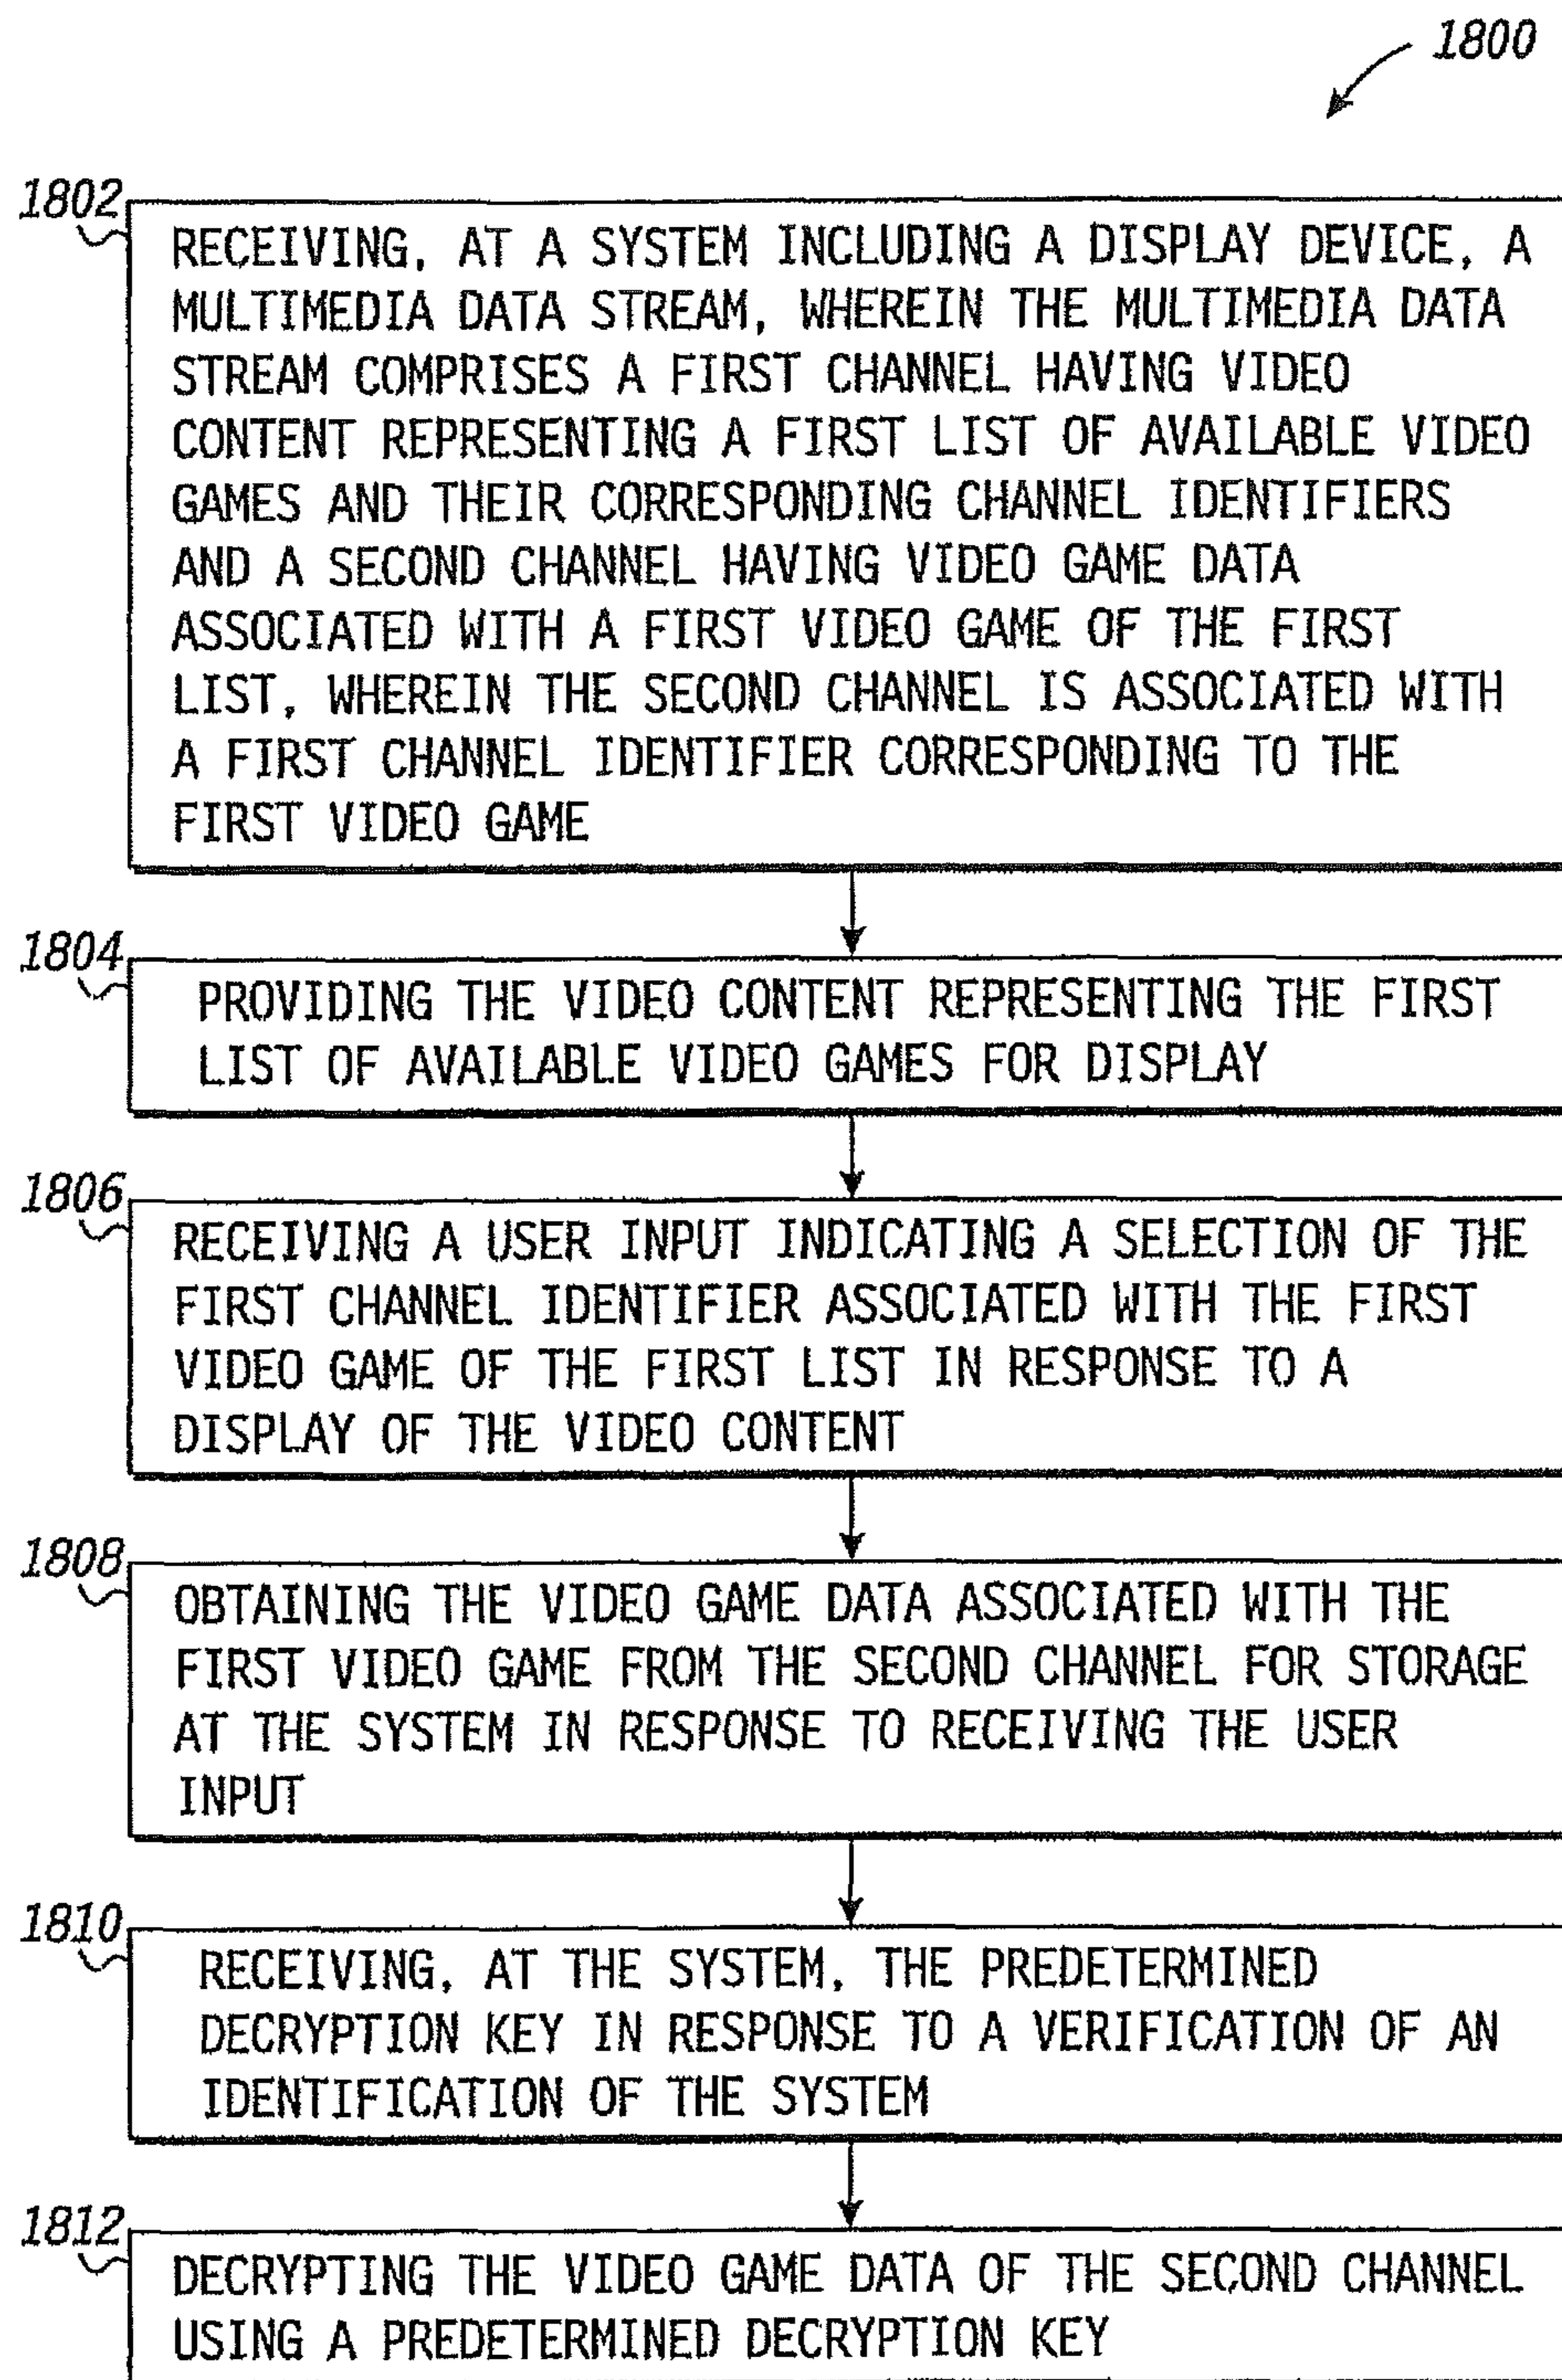 1800
1802
RECEIVING, AT A SYSTEM INCLUDING A DISPLAY DEVICE, A
MULTIMEDIA DATA STREAM, WHEREIN THE MULTIMEDIA DATA
STREAM COMPRISES A FIRST CHANNEL HAVING VIDEO
CONTENT REPRESENTING A FIRST LIST OF AVAILABLE VIDEO
GAMES AND THEIR CORRESPONDING CHANNEL IDENTIFIERS
AND A SECOND CHANNEL HAVING VIDEO GAME DATA
ASSOCIATED WITH A FIRST VIDEO GAME OF THE FIRST
LIST, WHEREIN THE SECOND CHANNEL IS ASSOCIATED WITH
A FIRST CHANNEL IDENTIFIER CORRESPONDING TO THE
FIRST VIDEO GAME
1804
PROVIDING THE VIDEO CONTENT REPRESENTING THE FIRST
LIST OF AVAILABLE VIDEO GAMES FOR DISPLAY
1806
RECEIVING A USER INPUT INDICATING A SELECTION OF THE
FIRST CHANNEL IDENTIFIER ASSOCIATED WITH THE FIRST
VIDEO GAME OF THE FIRST LIST IN RESPONSE TO A
DISPLAY OF THE VIDEO CONTENT
1808
OBTAINING THE VIDEO GAME DATA ASSOCIATED WITH THE
FIRST VIDEO GAME FROM THE SECOND CHANNEL FOR STORAGE
AT THE SYSTEM IN RESPONSE TO RECEIVING THE USER
INPUT
1810
RECEIVING, AT THE SYSTEM, THE PREDETERMINED
DECRYPTION KEY IN RESPONSE TO A VERIFICATION OF AN
IDENTIFICATION OF THE SYSTEM
1812
DECRYPTING THE VIDEO GAME DATA OF THE SECOND CHANNEL
USING A PREDETERMINED DECRYPTION KEY